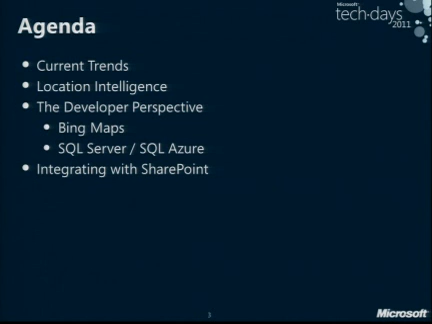 Agenda
Microsoft
tech·days
2011
Current Trends
Location Intelligence
The Developer Perspective
Bing Maps
SQL Server / SQL Azure
Integrating with SharePoint
3
Microsoft